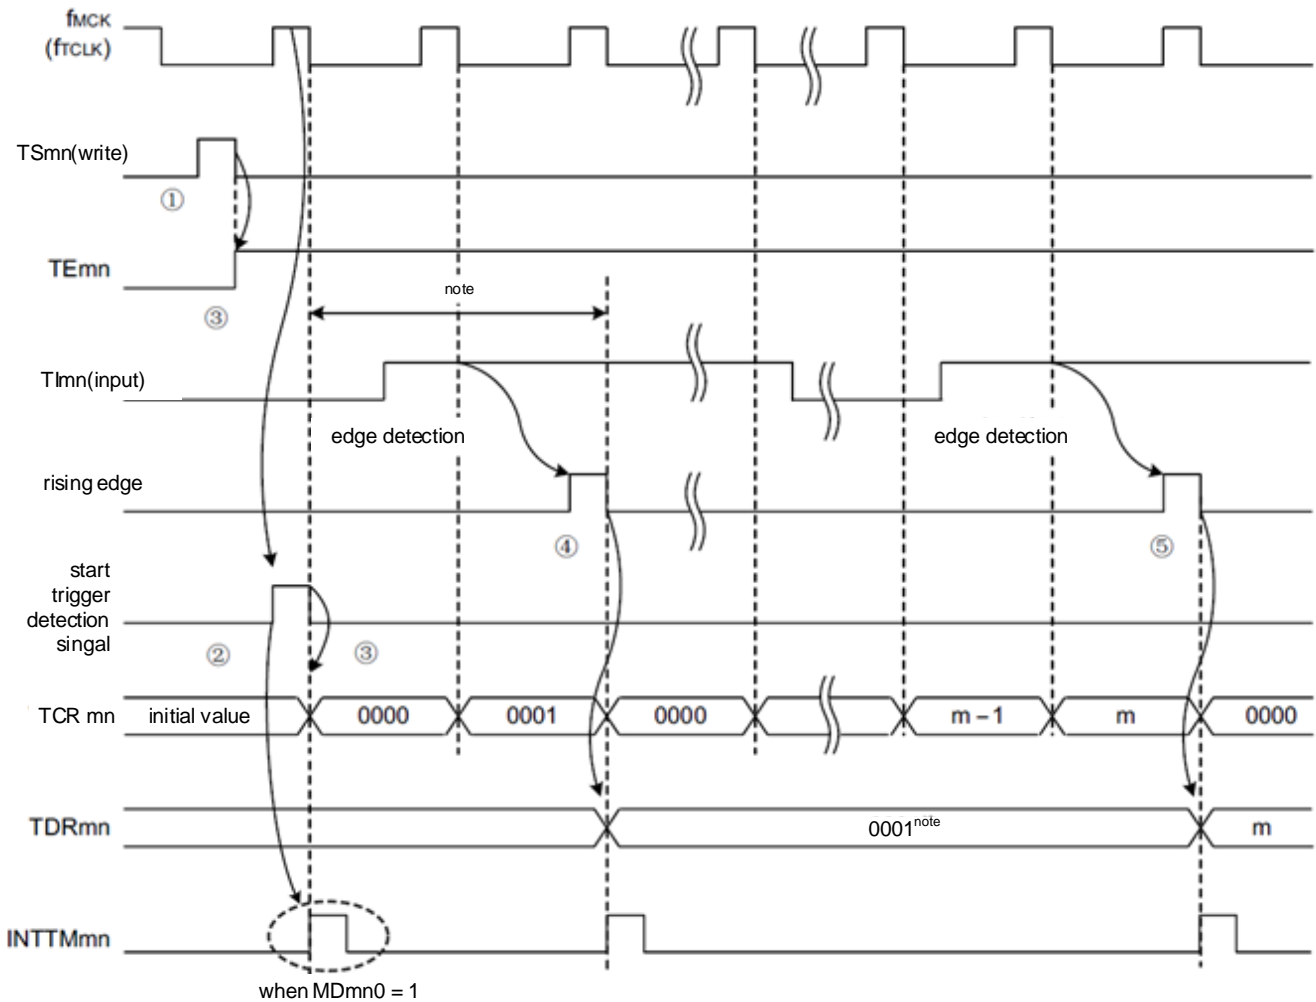 fMCK
(fTCLK)
TSmn(write)
①
TEmn
③
note
TImn(input)
edge detection
edge detection
rising edge
④
⑤
start
trigger
detection
singal
②
③
TCR mn
initial value
0000
0001
0000
m – 1
m
0000
TDRmn
0001note
m
INTTMmn
when MDmn0 = 1